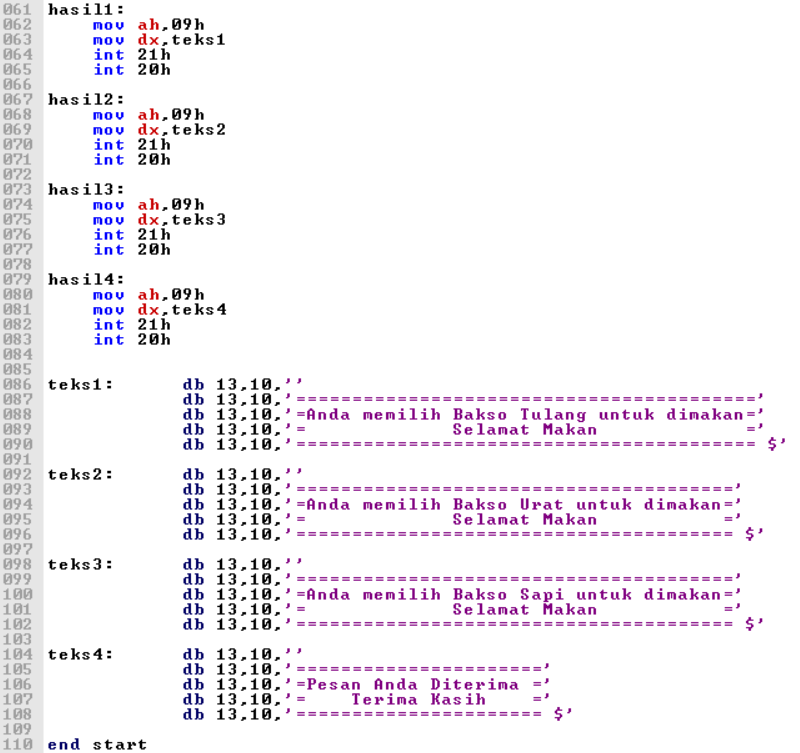 061 hasil1:
062     mov ah,09h
063     mov dx,teks1
064     int 21h
065     int 20h
066
067 hasil2:
068     mov ah,09h
069     mov dx,teks2
070     int 21h
071     int 20h
072
073 hasil3:
074     mov ah,09h
075     mov dx,teks3
076     int 21h
077     int 20h
078
079 hasil4:
080     mov ah,09h
081     mov dx,teks4
082     int 21h
083     int 20h
084
085
086 teks1:      db 13,10,''
087             db 13,10,'========================================='
088             db 13,10,'=Anda memilih Bakso Tulang untuk dimakan='
089             db 13,10,'=             Selamat Makan             ='
090             db 13,10,'========================================= $'
091
092 teks2:      db 13,10,''
093             db 13,10,'======================================='
094             db 13,10,'=Anda memilih Bakso Urat untuk dimakan='
095             db 13,10,'=             Selamat Makan           ='
096             db 13,10,'======================================= $'
097
098 teks3:      db 13,10,''
099             db 13,10,'======================================='
100             db 13,10,'=Anda memilih Bakso Sapi untuk dimakan='
101             db 13,10,'=             Selamat Makan           ='
102             db 13,10,'======================================= $'
103
104 teks4:      db 13,10,''
105             db 13,10,'======================'
106             db 13,10,'=Pesan Anda Diterima ='
107             db 13,10,'=    Terima Kasih    ='
108             db 13,10,'====================== $'
109
110 end start